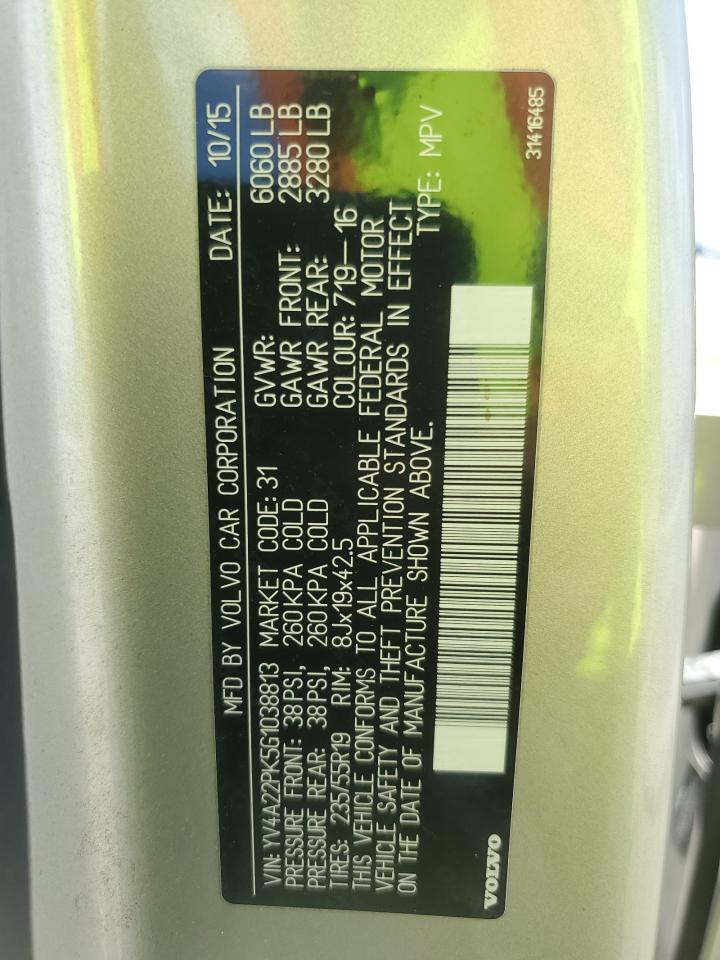 MFD BY VOLVO CAR CORPORATION DATE: 10/15
VIN: YV4A22PK5G1038813 MARKET CODE: 31 GVWR: 6060 LB
PRESSURE FRONT: 38PSI, 260KPA COLD GAWR FRONT: 2885 LB
PRESSURE REAR: 38PSI, 260KPA COLD GAWR REAR: 3280 LB
TIRES: 235/55R19 RIM: 8Jx19x42.5 COLOUR: 719-16
THIS VEHICLE CONFORMS TO ALL APPLICABLE FEDERAL MOTOR
VEHICLE SAFETY AND THEFT PREVENTION STANDARDS IN EFFECT
ON THE DATE OF MANUFACTURE SHOWN ABOVE. TYPE: MPV
VOLVO 31416485